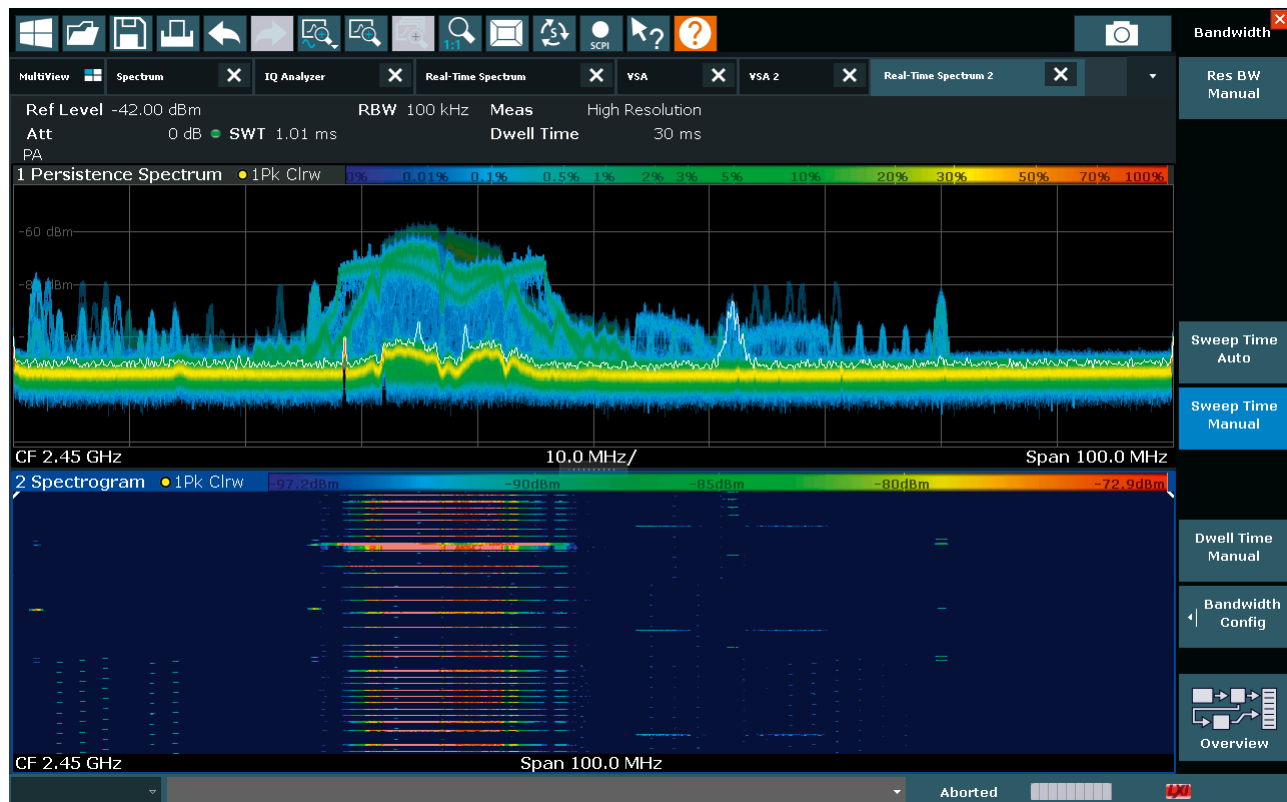 1:1
SCPI
Bandwidth
MultiView Spectrum IQ Analyzer Real-Time Spectrum VSA VSA 2 Real-Time Spectrum 2
Res BW
Manual
Ref Level -42.00 dBm RBW 100 kHz Meas High Resolution
Att 0 dB SWT 1.01 ms Dwell Time 30 ms
PA
1 Persistence Spectrum 1Pk Clrw 0% 0.01% 0.1% 0.5% 1% 2% 3% 5% 10% 20% 30% 50% 70% 100%
-60 dBm
Sweep Time
Auto
Sweep Time
Manual
CF 2.45 GHz 10.0 MHz/ Span 100.0 MHz
2 Spectrogram 1Pk Clrw -97.2dBm -90dBm -85dBm -80dBm -72.9dBm
Dwell Time
Manual
Bandwidth
Config
Overview
CF 2.45 GHz Span 100.0 MHz
Aborted LXI